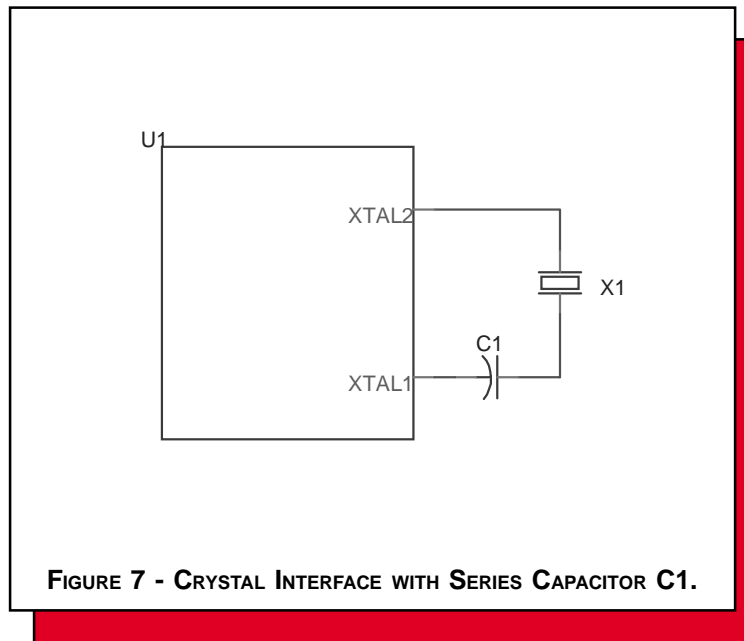 U1
XTAL2
X1
C1
XTAL1
FIGURE 7 - CRYSTAL INTERFACE WITH SERIES CAPACITOR C1.